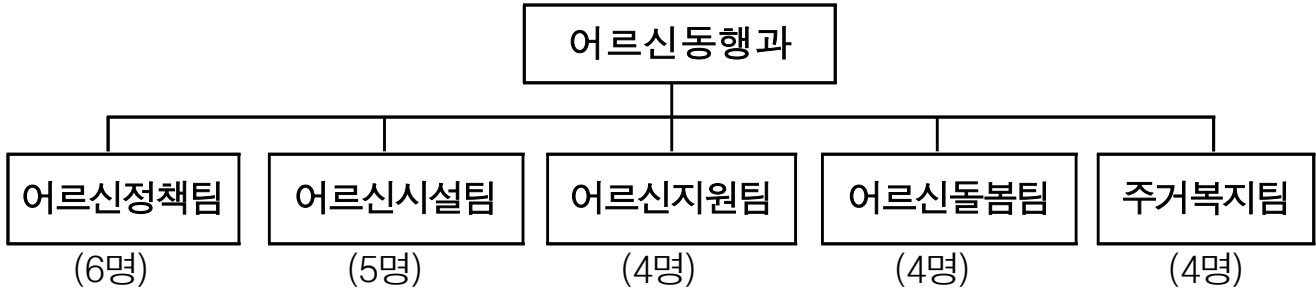 어르신동행과
어르신정책팀 어르신시설팀 어르신지원팀 어르신돌봄팀 주거복지팀
(6명) (5명) (4명) (4명) (4명)